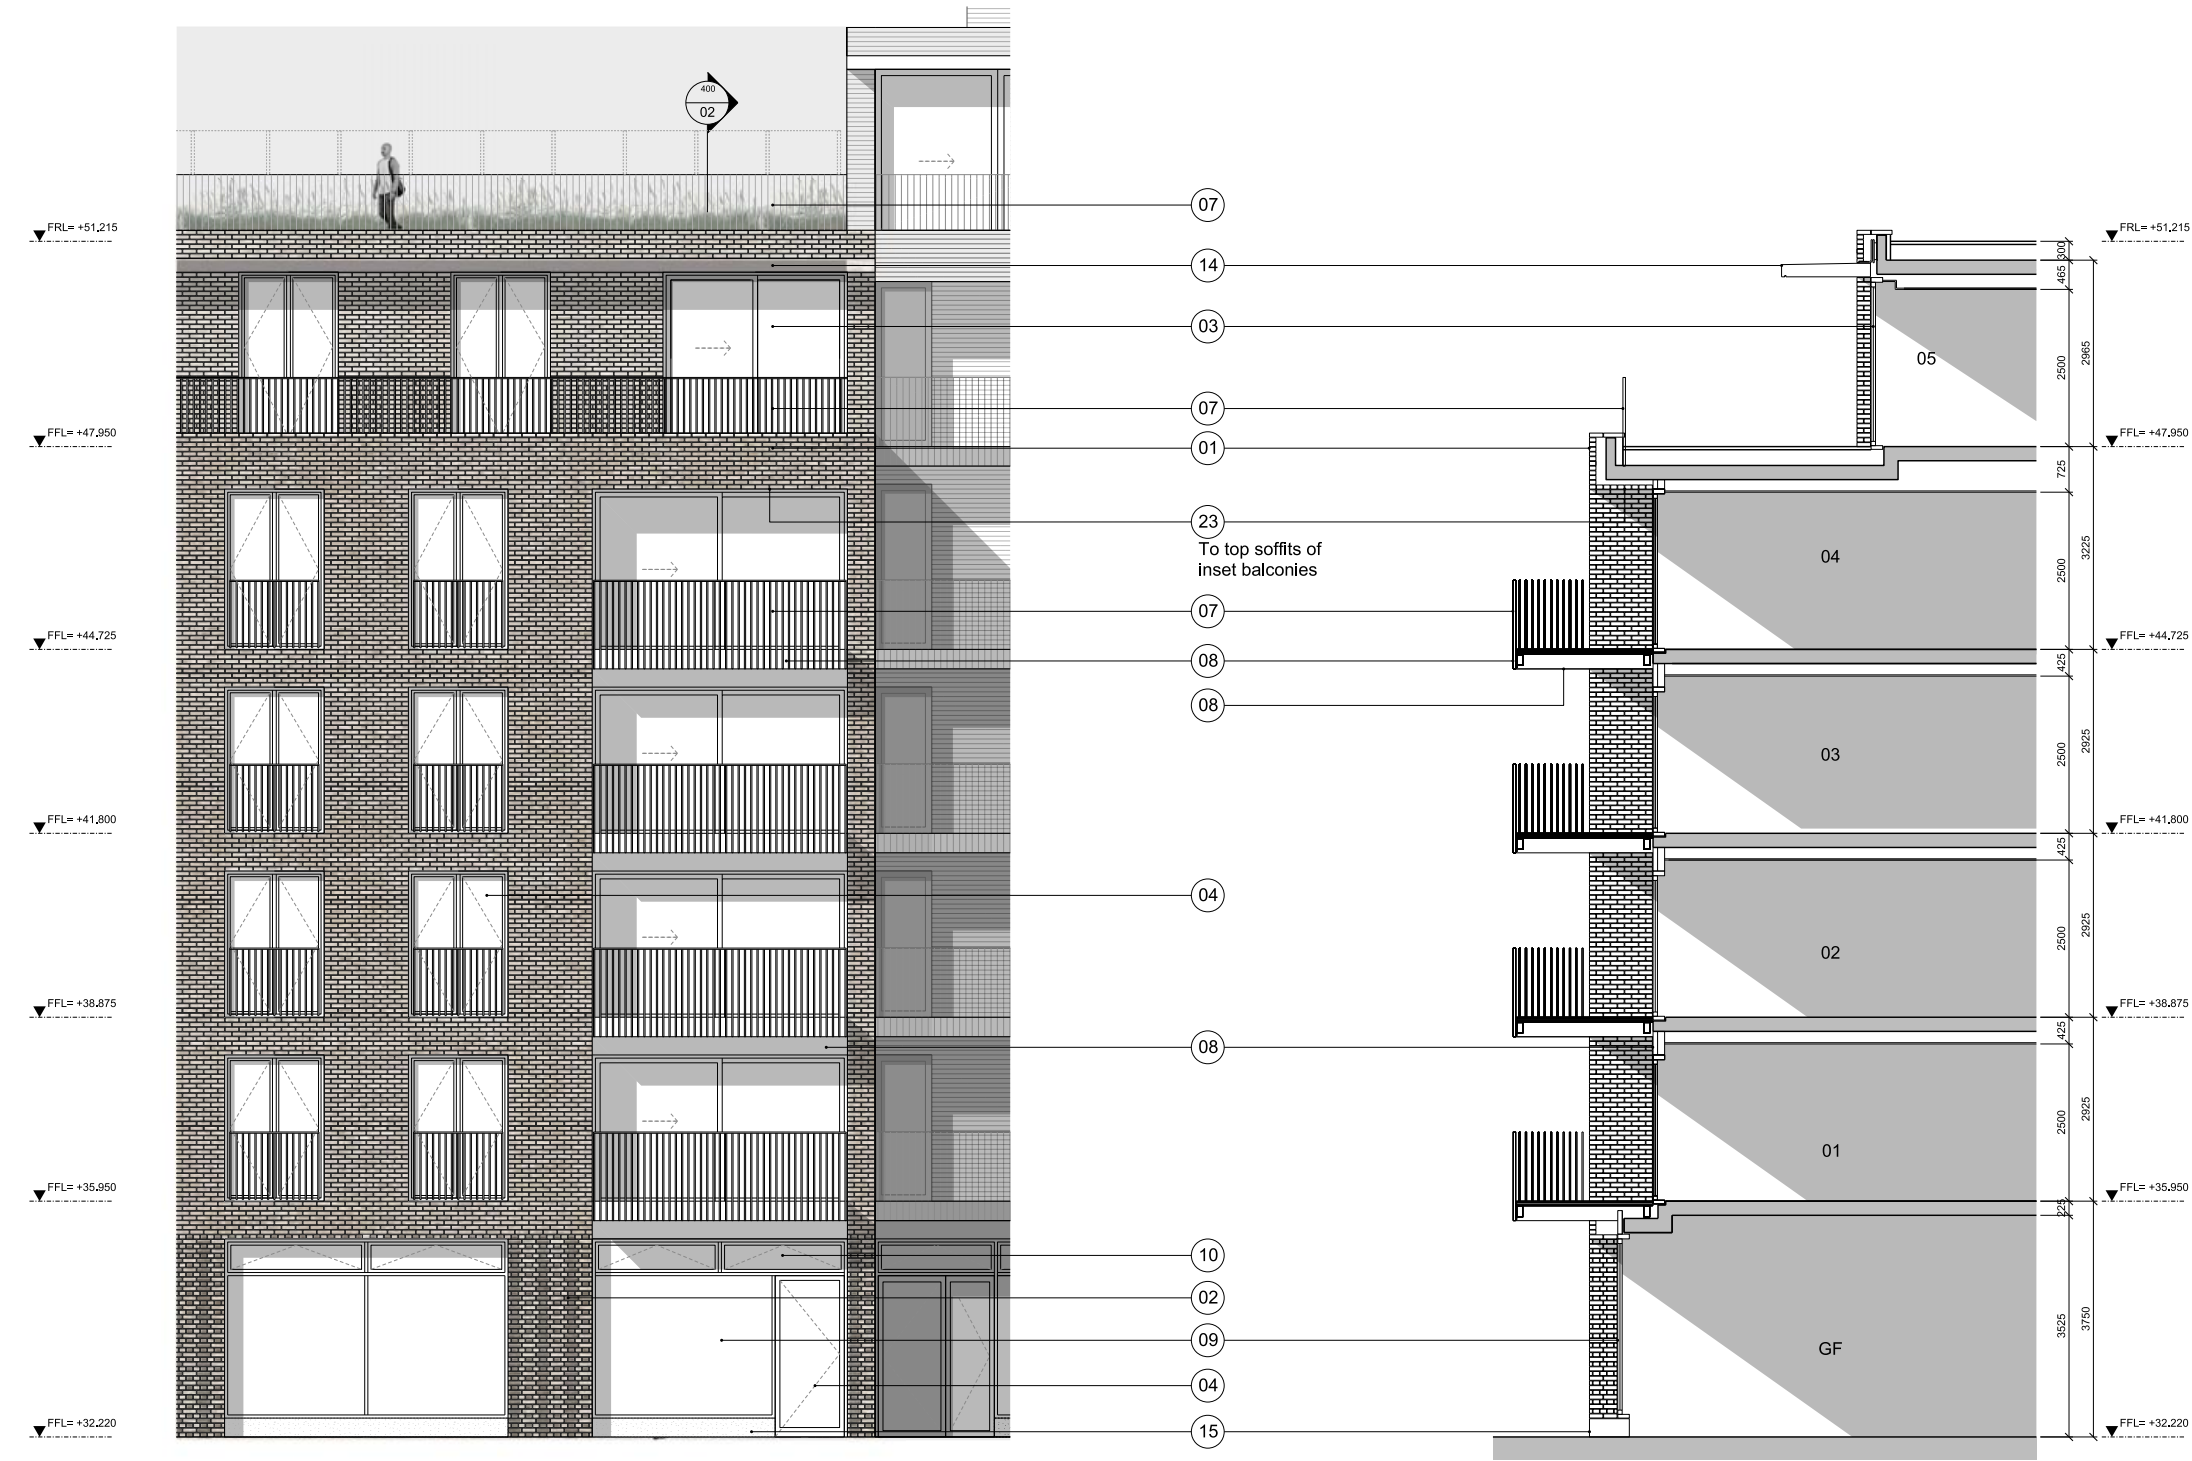 400
02
07
FRL= +51.215
FRL= +51.215
14
300
465
03
05
2500
2965
07
FFL= +47.950
FFL= +47.950
01
725
23
To top soffits of
inset balconies
04
2500
3225
07
FFL= +44.725
FFL= +44.725
08
425
08
03
2500
2925
FFL= +41.800
FFL= +41.800
425
04
02
2500
2925
FFL= +38.875
FFL= +38.875
425
08
01
2500
2925
FFL= +35.950
FFL= +35.950
225
10
02
09
GF
3525
3750
04
FFL= +32.220
FFL= +32.220
15